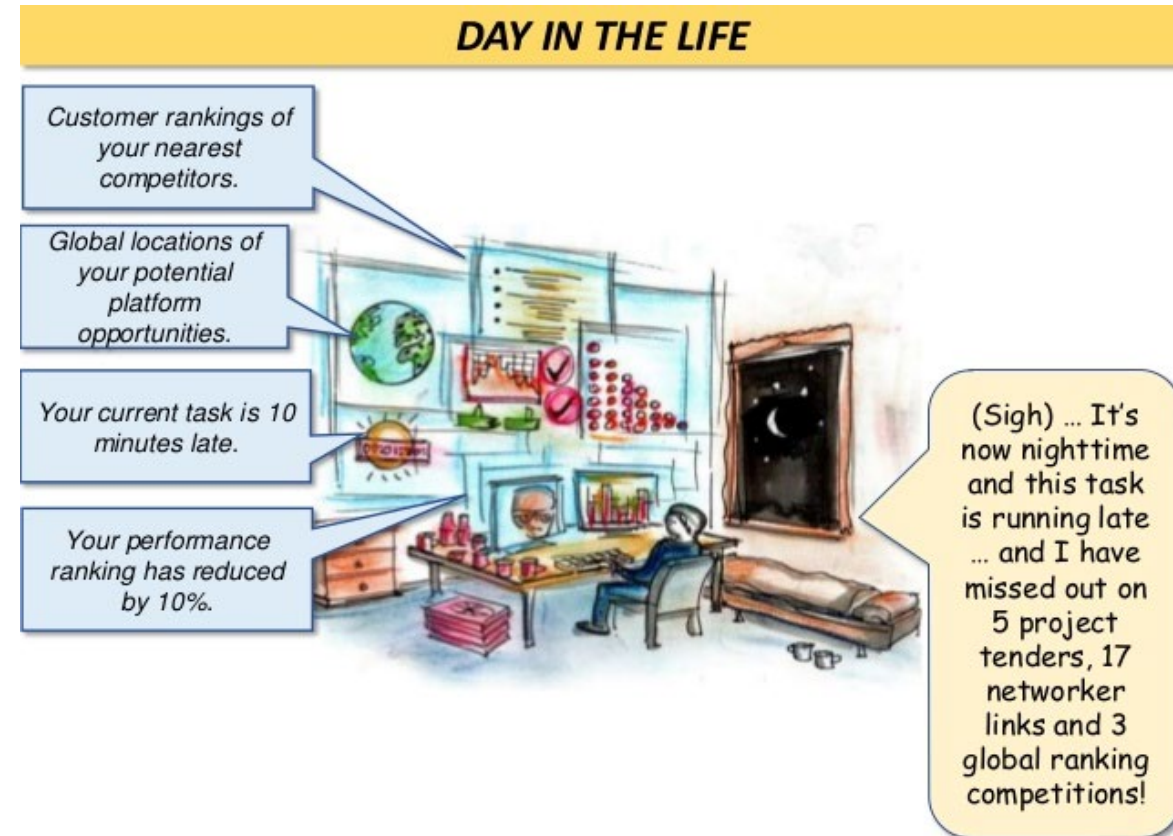 DAY IN THE LIFE
Customer rankings of
your nearest
competitors.
Global locations of
your potential
platform
opportunities.
Your current task is 10
minutes late.
Your performance
ranking has reduced
by 10%.
(Sigh) ... It's
now nighttime
and this task
is running late
... and I have
missed out on
5 project
tenders, 17
networker
links and 3
global ranking
competitions!